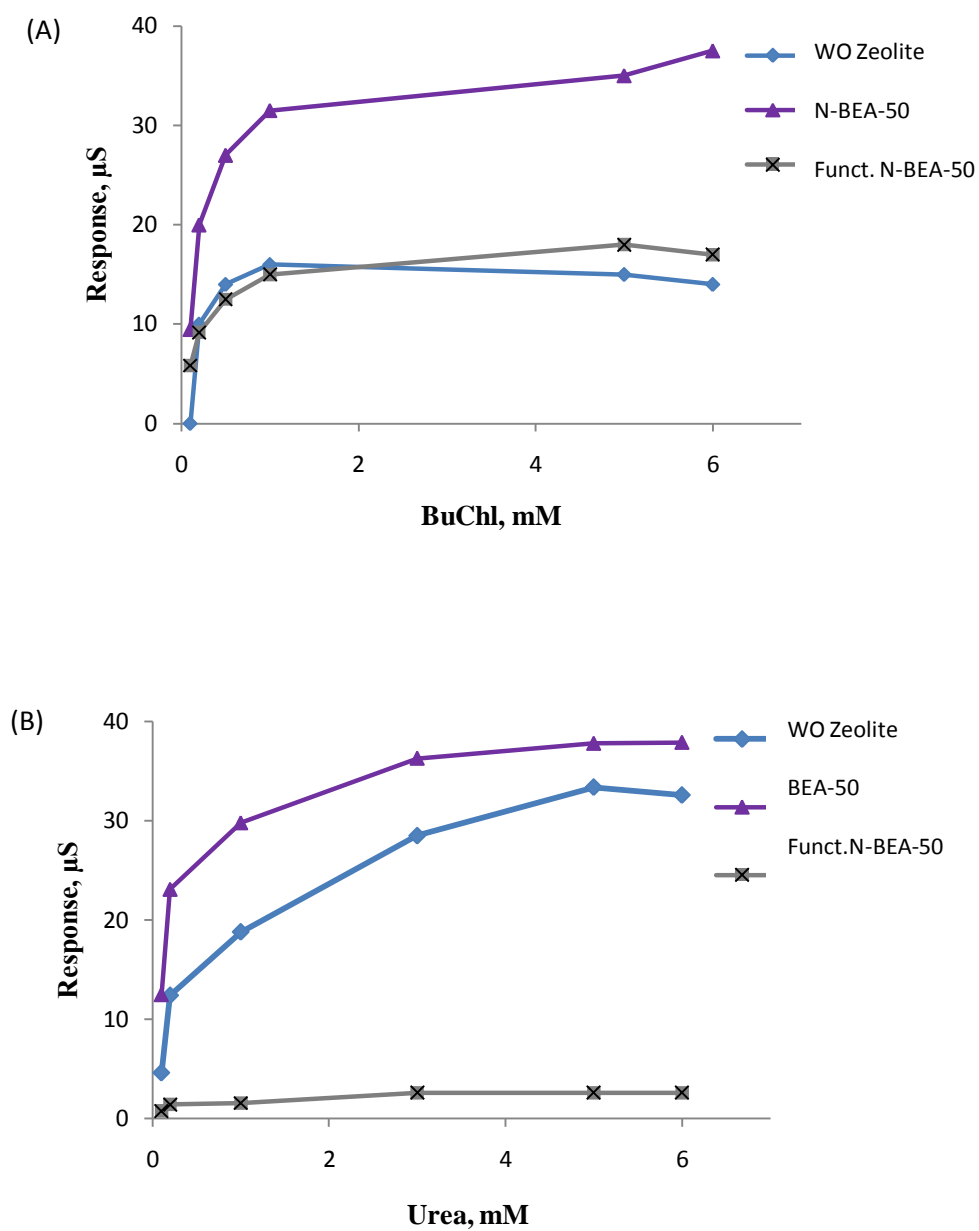 (A)
40
30
20
10
0
Response, µS
0 2 4 6
BuChl, mM
WO Zeolite
N-BEA-50
Funct. N-BEA-50
(B)
40
30
20
10
0
Response, µS
0 2 4 6
Urea, mM
WO Zeolite
BEA-50
Funct.N-BEA-50